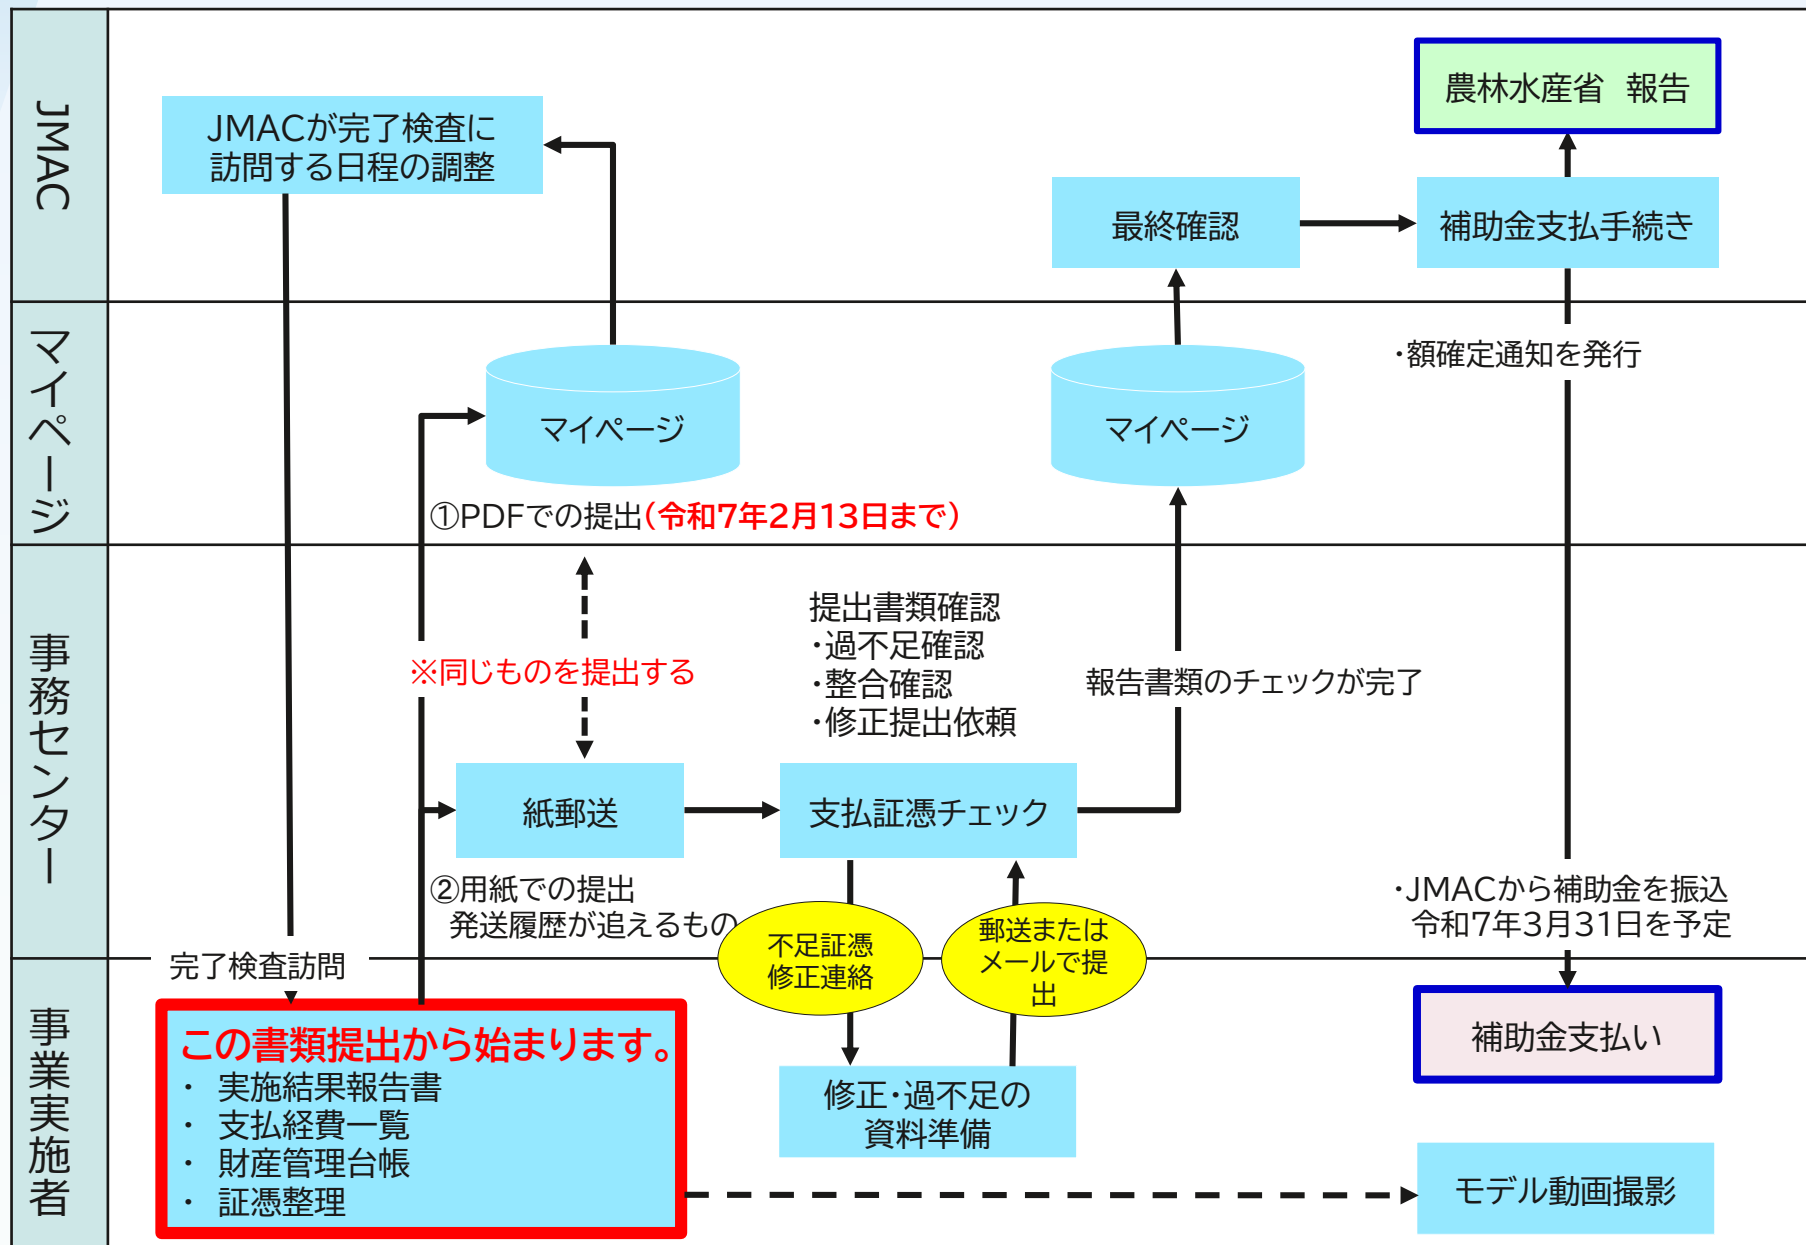 JMAC
JMACが完了検査に
訪問する日程の調整
農林水産省　報告
最終確認
補助金支払手続き
マイページ
マイページ
マイページ
・額確定通知を発行
①PDFでの提出(令和7年2月13日まで)
事務センター
※同じものを提出する
提出書類確認
・過不足確認
・整合確認
・修正提出依頼
報告書類のチェックが完了
紙郵送
支払証憑チェック
②用紙での提出
発送履歴が追えるもの
不足証憑
修正連絡
郵送または
メールで提
出
・JMACから補助金を振込
令和7年3月31日を予定
事業実施者
完了検査訪問
この書類提出から始まります。
・ 実施結果報告書
・ 支払経費一覧
・ 財産管理台帳
・ 証憑整理
修正・過不足の
資料準備
補助金支払い
モデル動画撮影